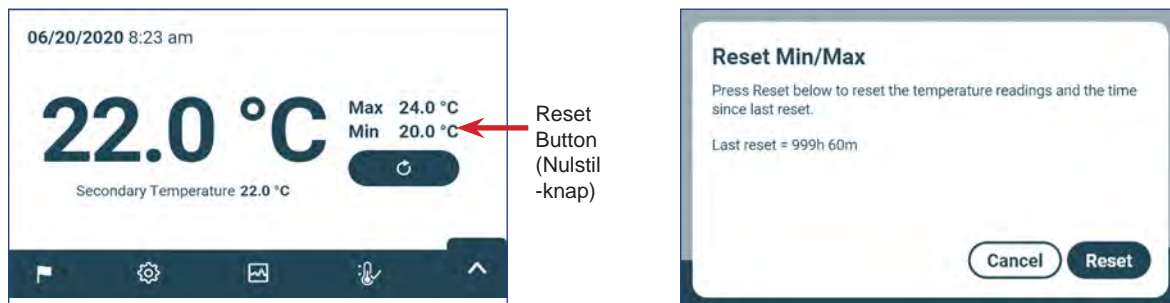 06/20/2020 8:23 am
22.0 °C
Max 24.0 °C
Min 20.0 °C
Secondary Temperature 22.0 °C
Reset
Button
(Nulstil
-knap)
Reset Min/Max
Press Reset below to reset the temperature readings and the time
since last reset.
Last reset = 999h 60m
Cancel Reset